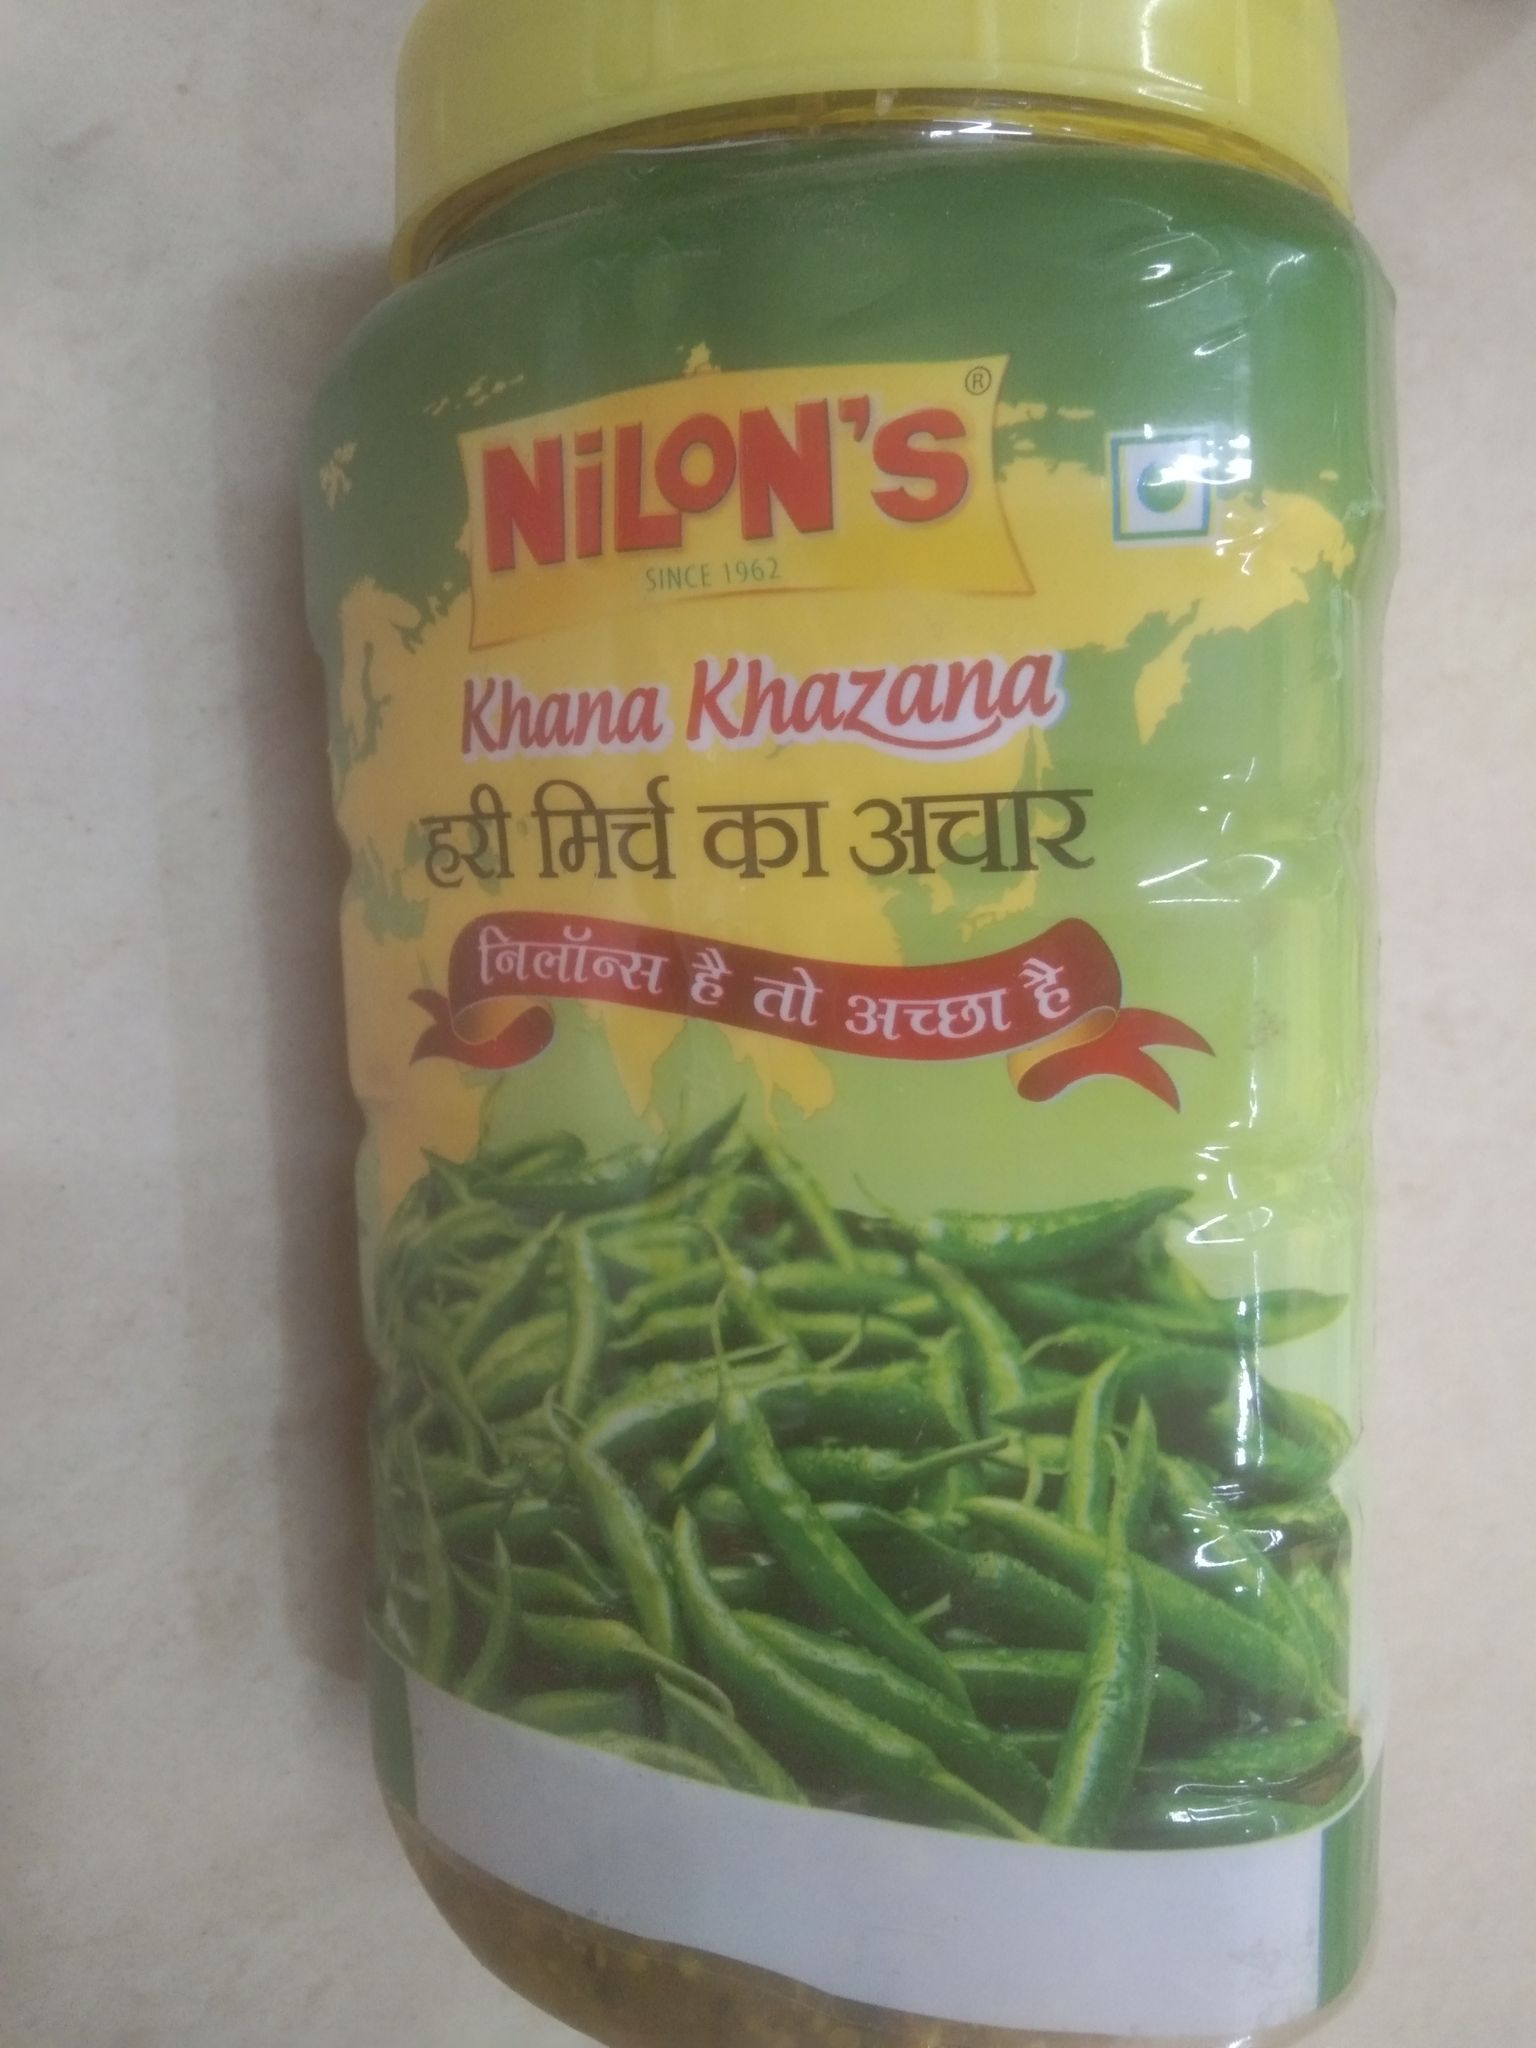 NiLON'S ®
SINCE 1962
Khana Khazana
हरी मिर्च का अचार
निलॉन्स है तो अच्छा है